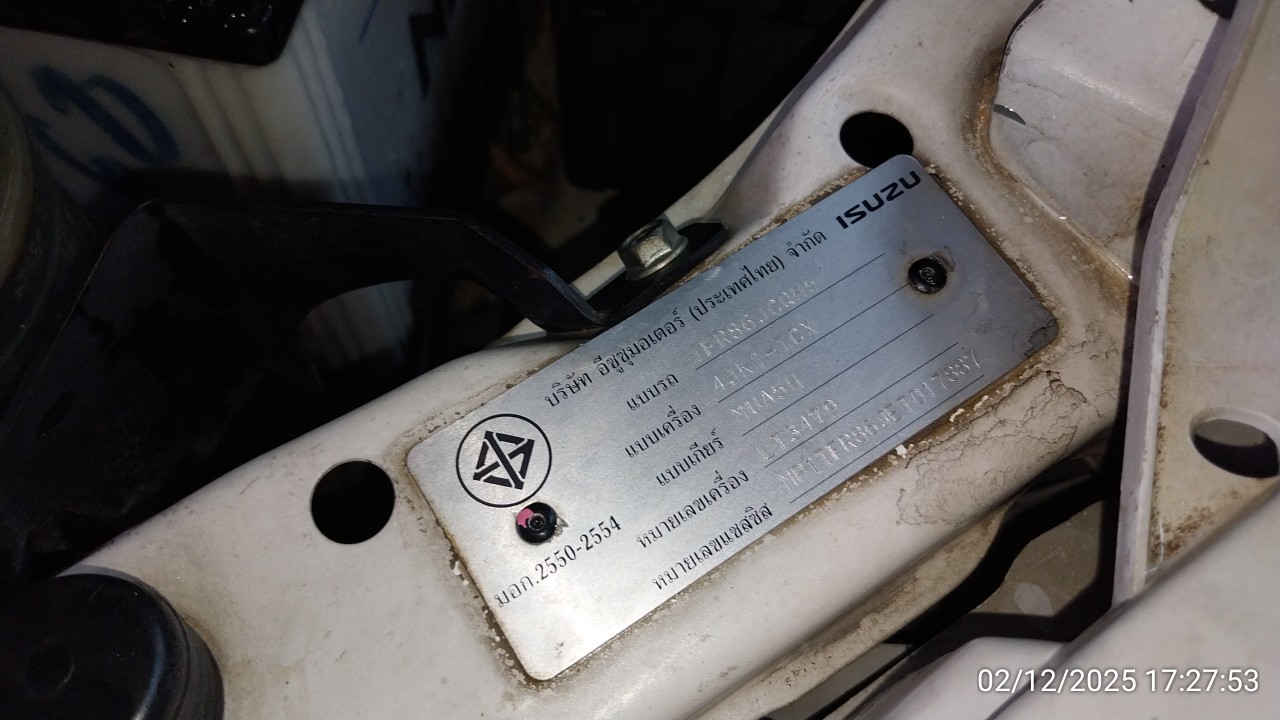 ISUZU
บริษัท อีซูซุมอเตอร์ (ประเทศไทย) จำกัด
แบบรถ
แบบเครื่อง 4JK1-TCX
แบบเกียร์ MUA5H
หมายเลขเครื่อง
หมายเลขแชสซีส
มอก.2550-2554
02/12/2025 17:27:53